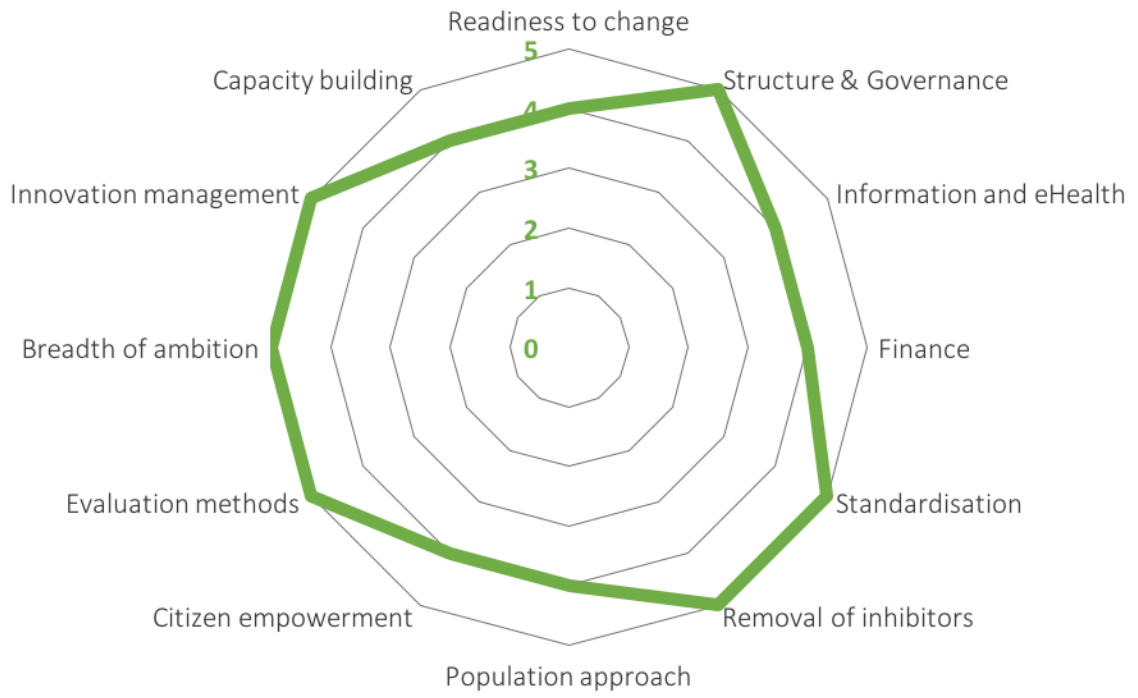 Readiness to change
5
Capacity building
Structure & Governance
4
3
Innovation management
Information and eHealth
2
1
Breadth of ambition
0
Finance
Evaluation methods
Standardisation
Citizen empowerment
Removal of inhibitors
Population approach